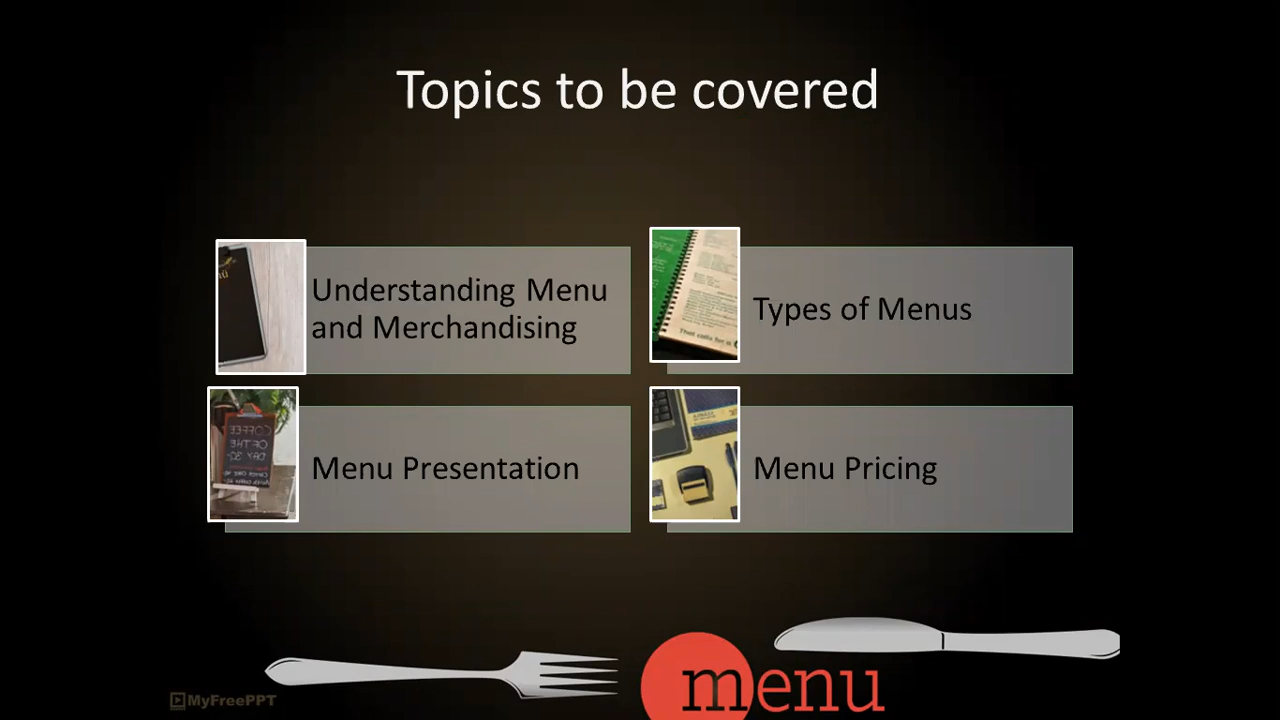 Topics to be covered
Understanding Menu
and Merchandising
Types of Menus
Menu Presentation
Menu Pricing
menu
MyFreePPT